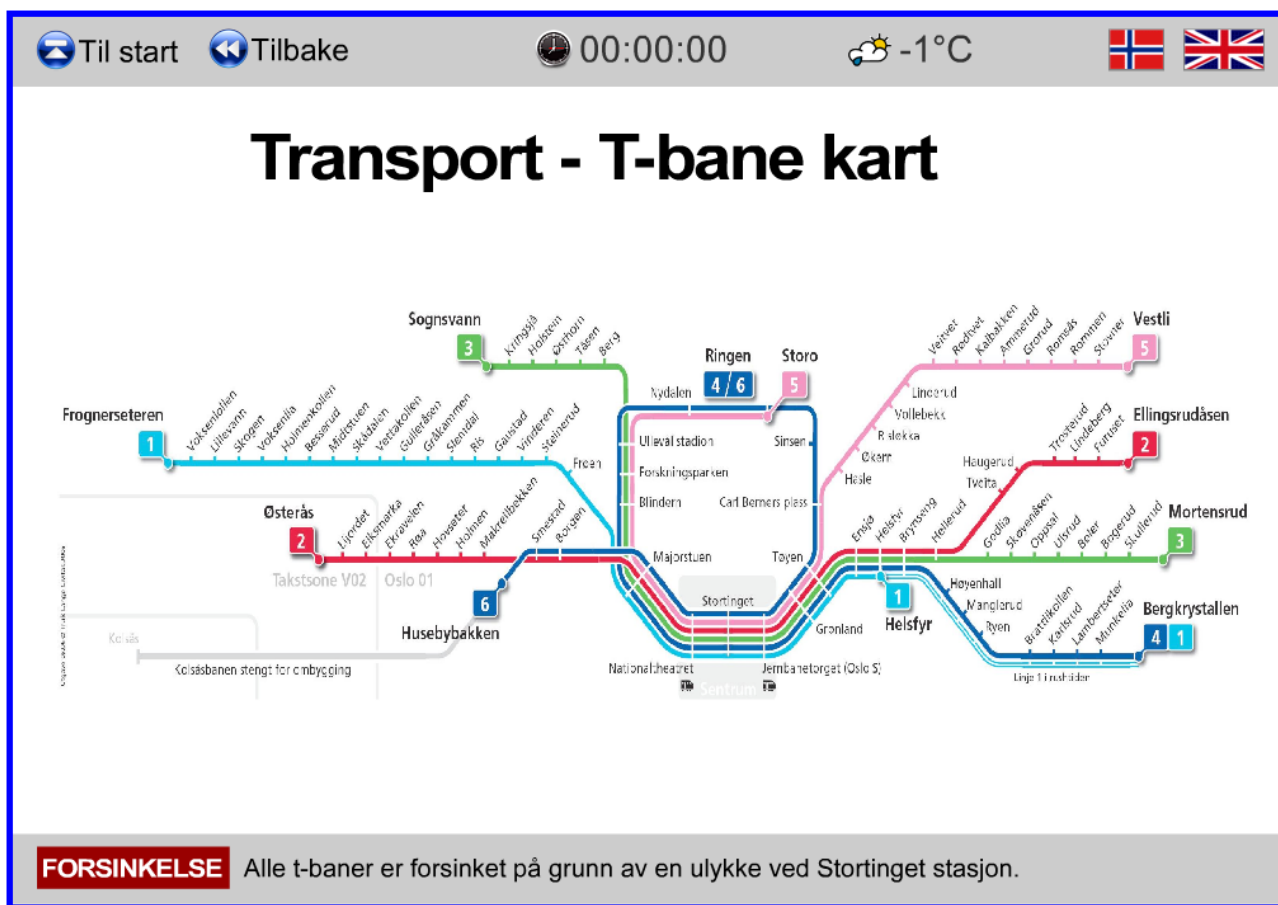 Til start
Tilbake
00:00:00
-1°C
Transport - T-bane kart
Sognsvann
3
Kringsjå
Holstein
Østhorn
Tåsen
Berg
Ringen
4 / 6
Storo
5
Nydalen
Vestli
5
Veitvet
Rødtvet
Kalbakken
Ammerud
Grorud
Romsås
Rommen
Stovner
Linderud
Vollebekk
Risløkka
Økern
Hasle
Frognerseteren
1
Voksenlollen
Lillevann
Skogen
Voksenlia
Holmenkollen
Besserud
Midtstuen
Skådalen
Vettakollen
Gulleråsen
Gråkammen
Slemdal
Ris
Gaustad
Vinderen
Steinerud
Frøen
Ullevål stadion
Forskningsparken
Blindern
Majorstuen
Sinsen
Carl Berners plass
Tøyen
Ellingsrudåsen
2
Trosterud
Lindeberg
Furuset
Haugerud
Tveita
Østerås
2
Lijordet
Eiksmarka
Ekraveien
Røa
Hovseter
Holmen
Makrellbekken
Smestad
Borgen
Ensjø
Helsfyr
Brynseng
Hellerud
Godlia
Skøyenåsen
Oppsal
Ulsrud
Bøler
Bogerud
Skullerud
Mortensrud
3
Takstsone V02
Oslo 01
6
Husebybakken
Stortinget
Grønland
1
Helsfyr
Høyenhall
Manglerud
Ryen
Brattlikollen
Karlsrud
Lambertseter
Munkelia
Bergkrystallen
4 1
Kolsås
Kolsåsbanen stengt for ombygging
Nationaltheatret
Jernbanetorget (Oslo S)
Sentrum
Linje 1 i rushtiden
FORSINKELSE
Alle t-baner er forsinket på grunn av en ulykke ved Stortinget stasjon.